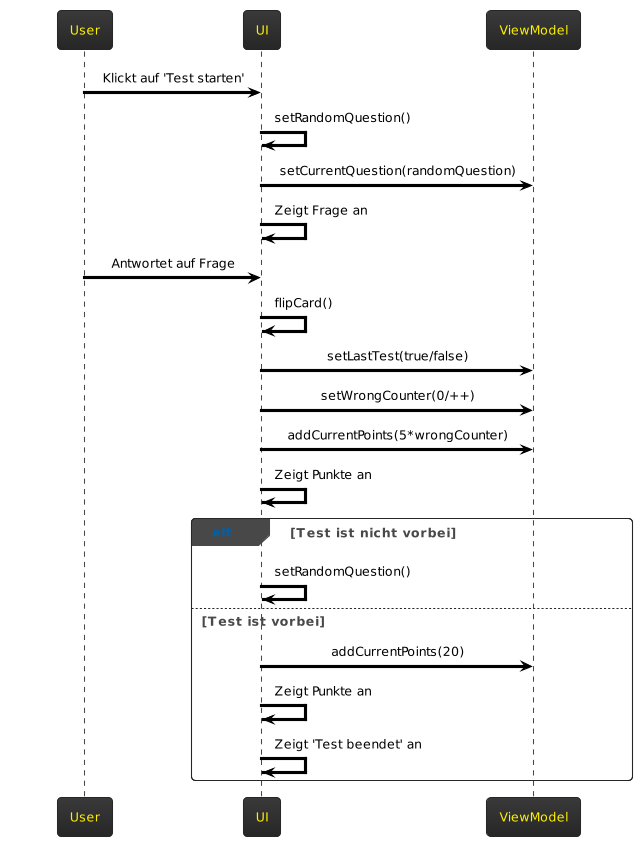 User UI ViewModel
Klickt auf 'Test starten'
setRandomQuestion()
setCurrentQuestion(randomQuestion)
Zeigt Frage an
Antwortet auf Frage
flipCard()
setLastTest(true/false)
setWrongCounter(0/++)
addCurrentPoints(5*wrongCounter)
Zeigt Punkte an
alt [Test ist nicht vorbei]
setRandomQuestion()
[Test ist vorbei]
addCurrentPoints(20)
Zeigt Punkte an
Zeigt 'Test beendet' an
User UI ViewModel